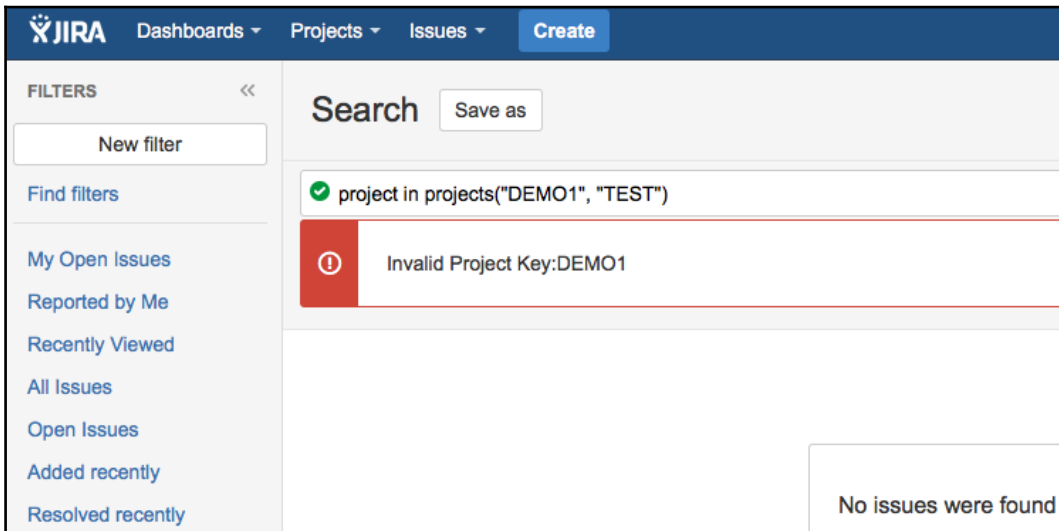 JIRA Dashboards Projects Issues Create
FILTERS
New filter
Find filters
My Open Issues
Reported by Me
Recently Viewed
All Issues
Open Issues
Added recently
Resolved recently
Search Save as
project in projects("DEMO1", "TEST")
Invalid Project Key:DEMO1
No issues were found